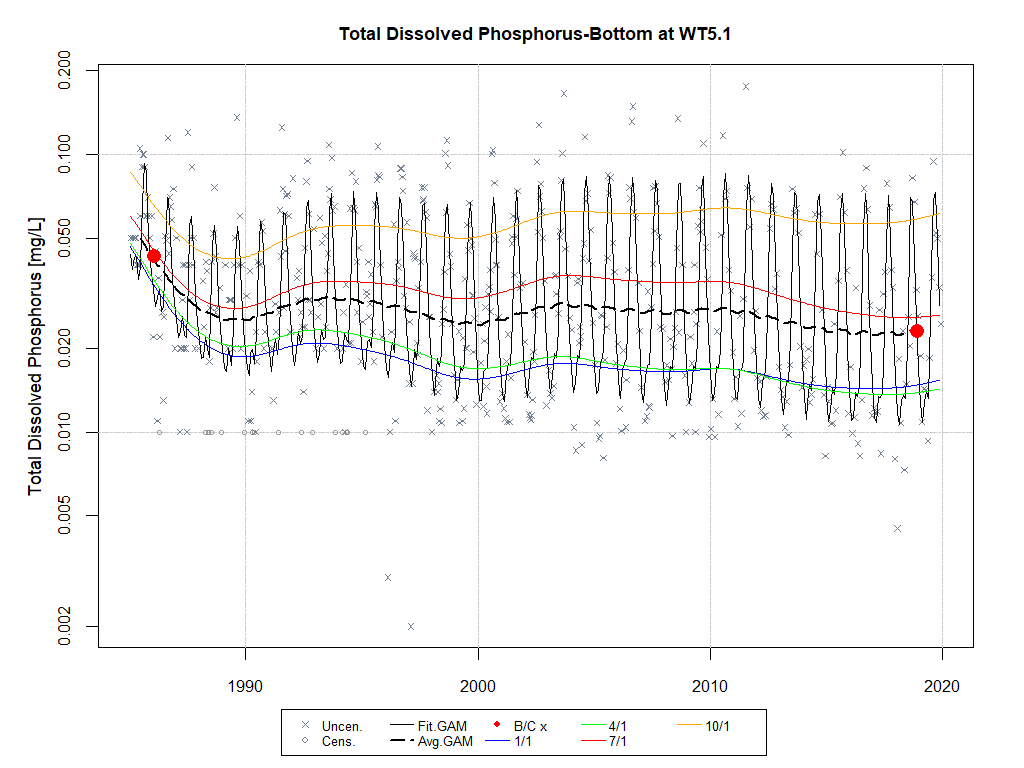 Total Dissolved Phosphorus-Bottom at WT5.1
Total Dissolved Phosphorus [mg/L]
0.200
0.100
0.050
0.020
0.010
0.005
0.002
1990 2000 2010 2020
Uncen. Fit.GAM B/C x 4/1 10/1
Cens. Avg.GAM 1/1 7/1